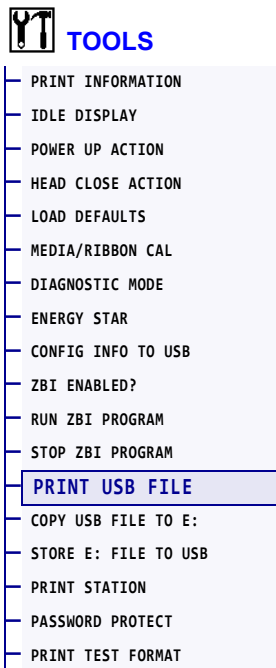 TOOLS
PRINT INFORMATION
IDLE DISPLAY
POWER UP ACTION
HEAD CLOSE ACTION
LOAD DEFAULTS
MEDIA/RIBBON CAL
DIAGNOSTIC MODE
ENERGY STAR
CONFIG INFO TO USB
ZBI ENABLED?
RUN ZBI PROGRAM
STOP ZBI PROGRAM
PRINT USB FILE
COPY USB FILE TO E:
STORE E: FILE TO USB
PRINT STATION
PASSWORD PROTECT
PRINT TEST FORMAT